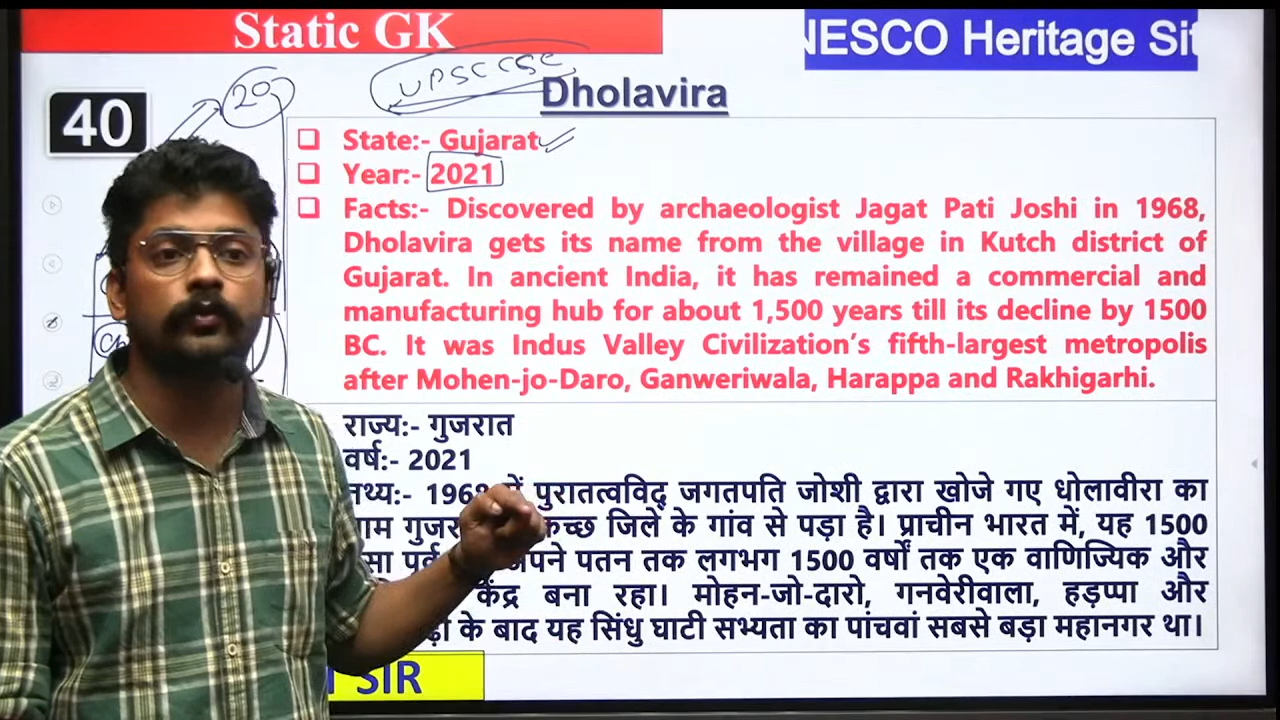 Static GK
NESCO Heritage Sit
20
UPSC CSE
Dholavira
40
State:- Gujarat
Year:- 2021
Facts:- Discovered by archaeologist Jagat Pati Joshi in 1968,
Dholavira gets its name from the village in Kutch district of
Gujarat. In ancient India, it has remained a commercial and
manufacturing hub for about 1,500 years till its decline by 1500
BC. It was Indus Valley Civilization's fifth-largest metropolis
after Mohen-jo-Daro, Ganweriwala, Harappa and Rakhigarhi.
राज्य:- गुजरात
वर्ष:- 2021
तथ्य:- 1968 में पुरातत्वविद् जगतपति जोशी द्वारा खोजे गए धोलावीरा का
कच्छ जिले के गांव से पड़ा है। प्राचीन भारत में, यह 1500
पतन तक लगभग 1500 वर्षों तक एक वाणिज्यिक और
केंद्र बना रहा। मोहन-जो-दारो, गनवेरीवाला, हड़प्पा और
के बाद यह सिंधु घाटी सभ्यता का पांचवां सबसे बड़ा महानगर था।
SIR